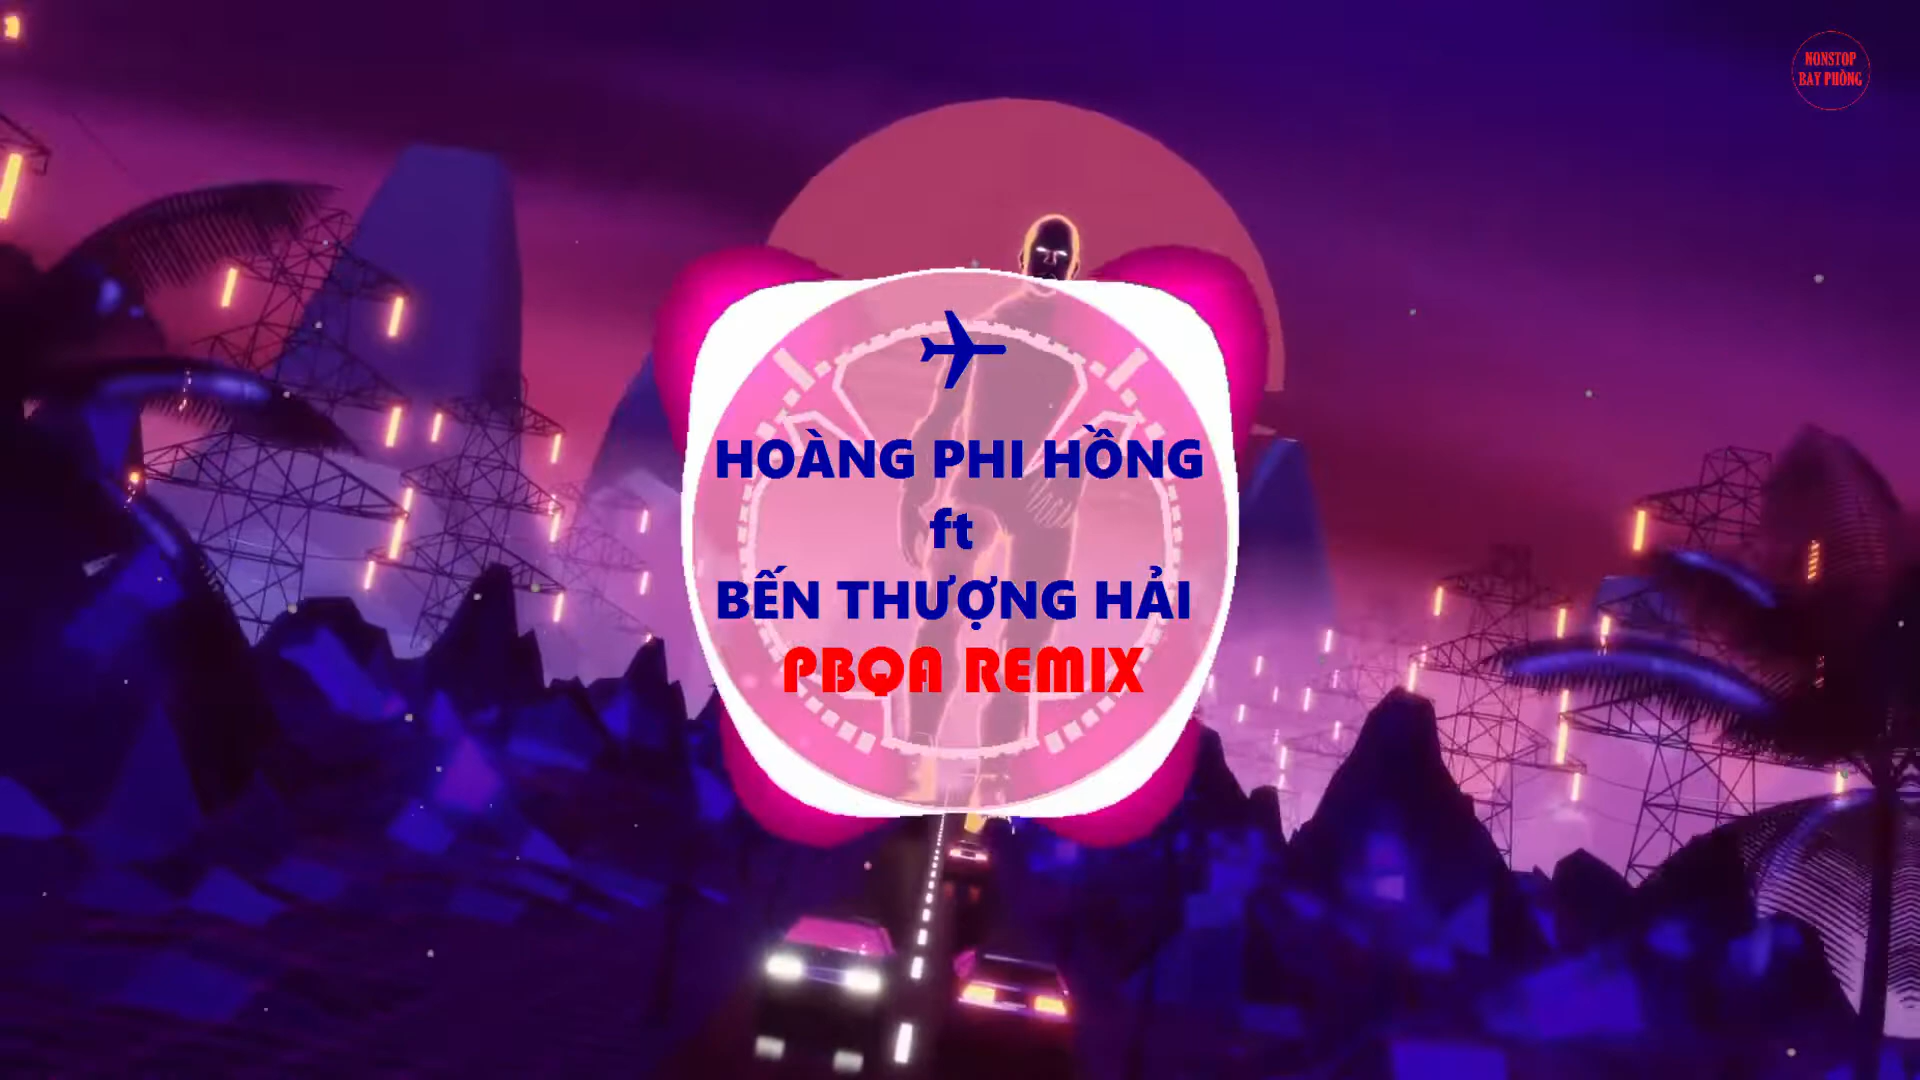 NONSTOP
BAY PHÒNG
HOÀNG PHI HỒNG
ft
BẾN THƯỢNG HẢI
PBQA REMIX